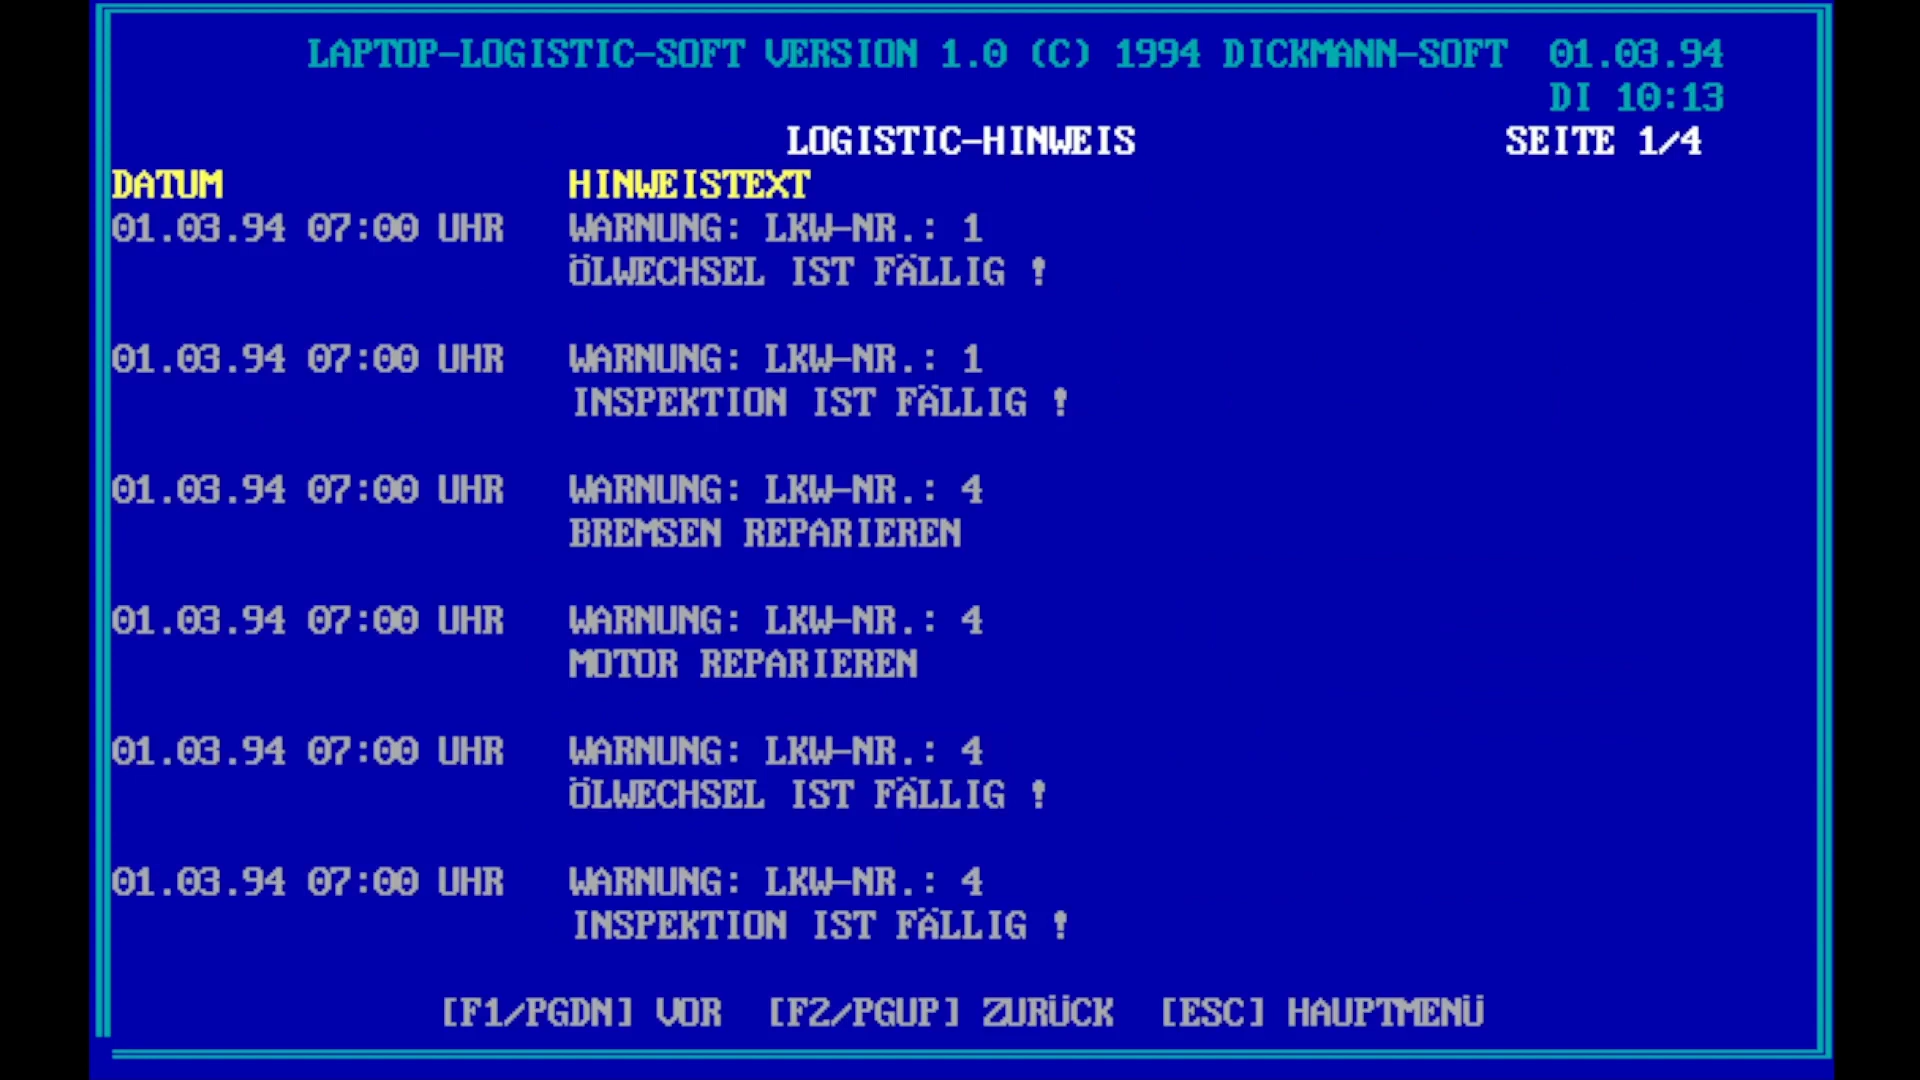 LAPTOP-LOGISTIC-SOFT VERSION 1.0 (C) 1994 DICKMANN-SOFT 01.03.94
DI 10:13
LOGISTIC-HINWEIS SEITE 1/4
DATUM HINWEISTEXT
01.03.94 07:00 UHR WARNUNG: LKW-NR.: 1
ÖLWECHSEL IST FÄLLIG !
01.03.94 07:00 UHR WARNUNG: LKW-NR.: 1
INSPEKTION IST FÄLLIG !
01.03.94 07:00 UHR WARNUNG: LKW-NR.: 4
BREMSEN REPARIEREN
01.03.94 07:00 UHR WARNUNG: LKW-NR.: 4
MOTOR REPARIEREN
01.03.94 07:00 UHR WARNUNG: LKW-NR.: 4
ÖLWECHSEL IST FÄLLIG !
01.03.94 07:00 UHR WARNUNG: LKW-NR.: 4
INSPEKTION IST FÄLLIG !
[F1/PGDN] VOR [F2/PGUP] ZURÜCK [ESC] HAUPTMENÜ